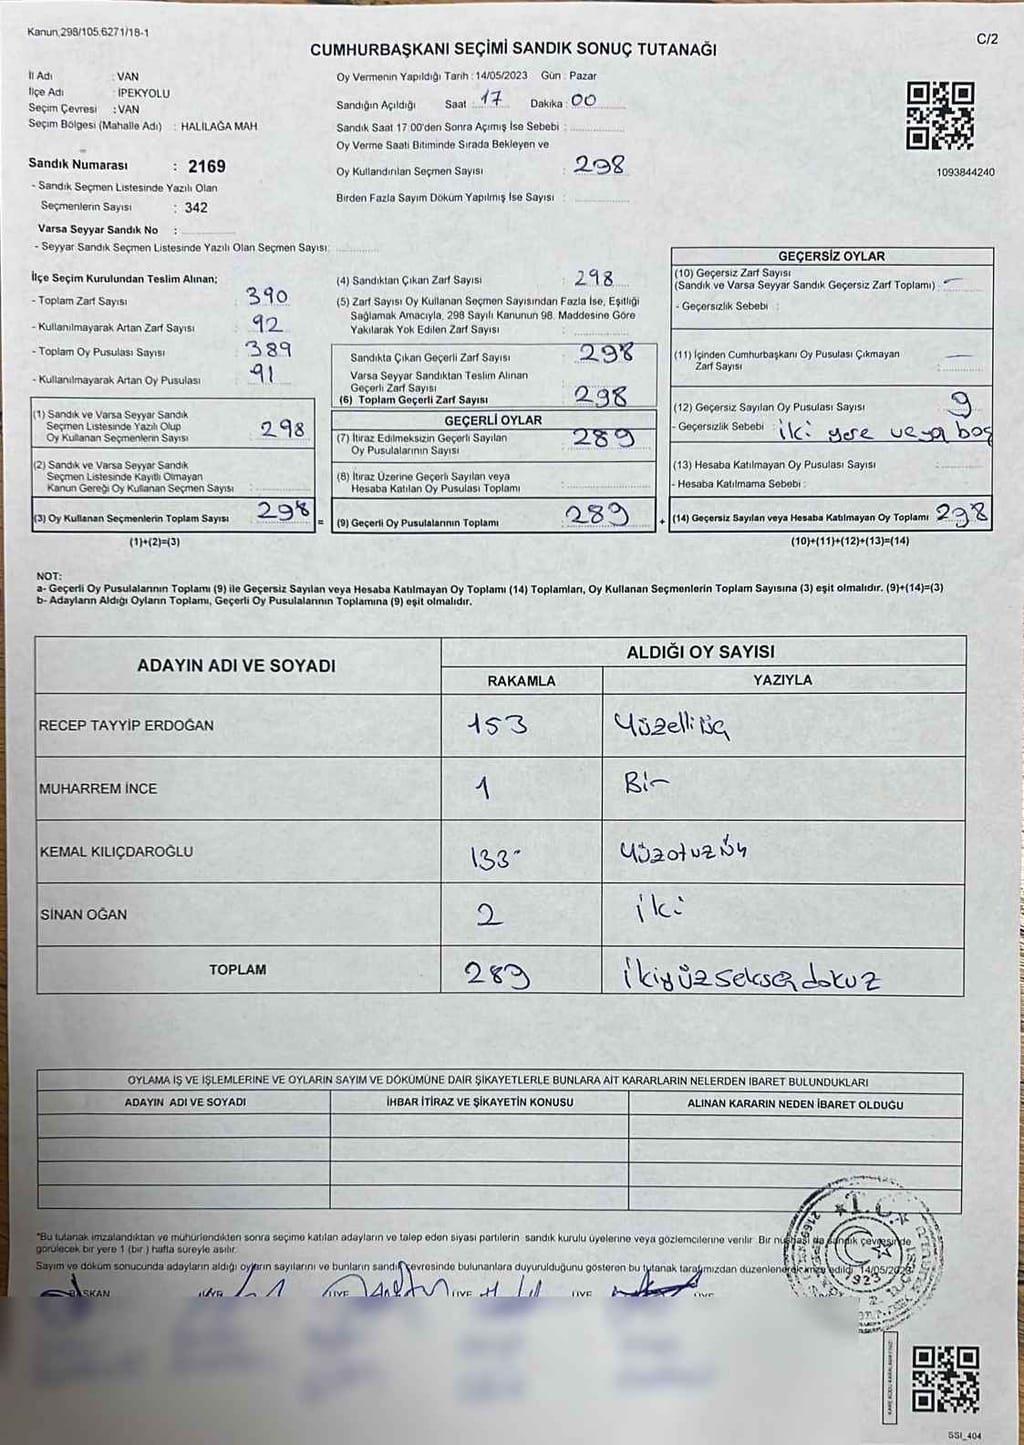 Kanun,298/105,6271/18-1
C/2
CUMHURBAŞKANI SEÇİMİ SANDIK SONUÇ TUTANAĞI
İl Adı : VAN
İlçe Adı : İPEKYOLU
Seçim Çevresi : VAN
Seçim Bölgesi (Mahalle Adı) : HALİLAĞA MAH
Sandık Numarası : 2169
- Sandık Seçmen Listesinde Yazılı Olan
Seçmenlerin Sayısı : 342
Varsa Seyyar Sandık No :
- Seyyar Sandık Seçmen Listesinde Yazılı Olan Seçmen Sayısı:
Oy Vermenin Yapıldığı Tarih : 14/05/2023 Gün : Pazar
Sandığın Açıldığı Saat : 17 Dakika : 00
Sandık Saat 17:00'den Sonra Açımış İse Sebebi :
Oy Verme Saati Bitiminde Sırada Bekleyen ve
Oy Kullandırılan Seçmen Sayısı : 298
Birden Fazla Sayım Döküm Yapılmış İse Sayısı :
1093844240
İlçe Seçim Kurulundan Teslim Alınan;
- Toplam Zarf Sayısı : 390
- Kullanılmayarak Artan Zarf Sayısı : 92
- Toplam Oy Pusulası Sayısı : 389
- Kullanılmayarak Artan Oy Pusulası : 91
(1) Sandık ve Varsa Seyyar Sandık
Seçmen Listesinde Yazılı Olup
Oy Kullanan Seçmenlerin Sayısı : 298
(2) Sandık ve Varsa Seyyar Sandık
Seçmen Listesinde Kayıtlı Olmayan
Kanun Gereği Oy Kullanan Seçmen Sayısı :
(3) Oy Kullanan Seçmenlerin Toplam Sayısı : 298
(1)+(2)=(3)
(4) Sandıktan Çıkan Zarf Sayısı : 298
(5) Zarf Sayısı Oy Kullanan Seçmen Sayısından Fazla İse, Eşitliği
Sağlamak Amacıyla, 298 Sayılı Kanunun 98. Maddesine Göre
Yakılarak Yok Edilen Zarf Sayısı :
Sandıkta Çıkan Geçerli Zarf Sayısı : 298
Varsa Seyyar Sandıktan Teslim Alınan
Geçerli Zarf Sayısı
(6) Toplam Geçerli Zarf Sayısı : 298
GEÇERLİ OYLAR
(7) İtiraz Edilmeksizin Geçerli Sayılan
Oy Pusulalarının Sayısı : 289
(8) İtiraz Üzerine Geçerli Sayılan veya
Hesaba Katılan Oy Pusulası Toplamı :
= (9) Geçerli Oy Pusulalarının Toplamı : 289 +
GEÇERSİZ OYLAR
(10) Geçersiz Zarf Sayısı
(Sandık ve Varsa Seyyar Sandık Geçersiz Zarf Toplamı) : —
- Geçersizlik Sebebi :
(11) İçinden Cumhurbaşkanı Oy Pusulası Çıkmayan
Zarf Sayısı : —
(12) Geçersiz Sayılan Oy Pusulası Sayısı : 9
- Geçersizlik Sebebi : iki yere veya boş
(13) Hesaba Katılmayan Oy Pusulası Sayısı :
- Hesaba Katılmama Sebebi :
(14) Geçersiz Sayılan veya Hesaba Katılmayan Oy Toplamı 298
(10)+(11)+(12)+(13)=(14)
NOT:
a- Geçerli Oy Pusulalarının Toplamı (9) ile Geçersiz Sayılan veya Hesaba Katılmayan Oy Toplamı (14) Toplamları, Oy Kullanan Seçmenlerin Toplam Sayısına (3) eşit olmalıdır. (9)+(14)=(3)
b- Adayların Aldığı Oyların Toplamı, Geçerli Oy Pusulalarının Toplamına (9) eşit olmalıdır.
ADAYIN ADI VE SOYADI
ALDIĞI OY SAYISI
RAKAMLA YAZIYLA
RECEP TAYYİP ERDOĞAN 153 Yüzelliüç
MUHARREM İNCE 1 Bir
KEMAL KILIÇDAROĞLU 133 Yüzotuzüç
SİNAN OĞAN 2 iki
TOPLAM 289 ikiyüzseksendokuz
OYLAMA İŞ VE İŞLEMLERİNE VE OYLARIN SAYIM VE DÖKÜMÜNE DAİR ŞİKAYETLERLE BUNLARA AİT KARARLARIN NELERDEN İBARET BULUNDUKLARI
ADAYIN ADI VE SOYADI İHBAR İTİRAZ VE ŞİKAYETİN KONUSU ALINAN KARARIN NEDEN İBARET OLDUĞU
"Bu tutanak imzalandıktan ve mühürlendikten sonra seçime katılan adayların ve talep eden siyasi partilerin sandık kurulu üyelerine veya gözlemcilerine verilir. Bir nüshası da sandık çevresinde
görülecek bir yere 1 (bir) hafta süreyle asılır.
Sayım ve döküm sonucunda adayların aldığı oyların sayılarını ve bunların sandık çevresinde bulunanlara duyurulduğunu gösteren bu tutanak tarafımızdan düzenlenerek imza edildi. 14/05/2023
BAŞKAN ÜYE ÜYE ÜYE ÜYE ÜYE
T.C.
1923
SSI_404